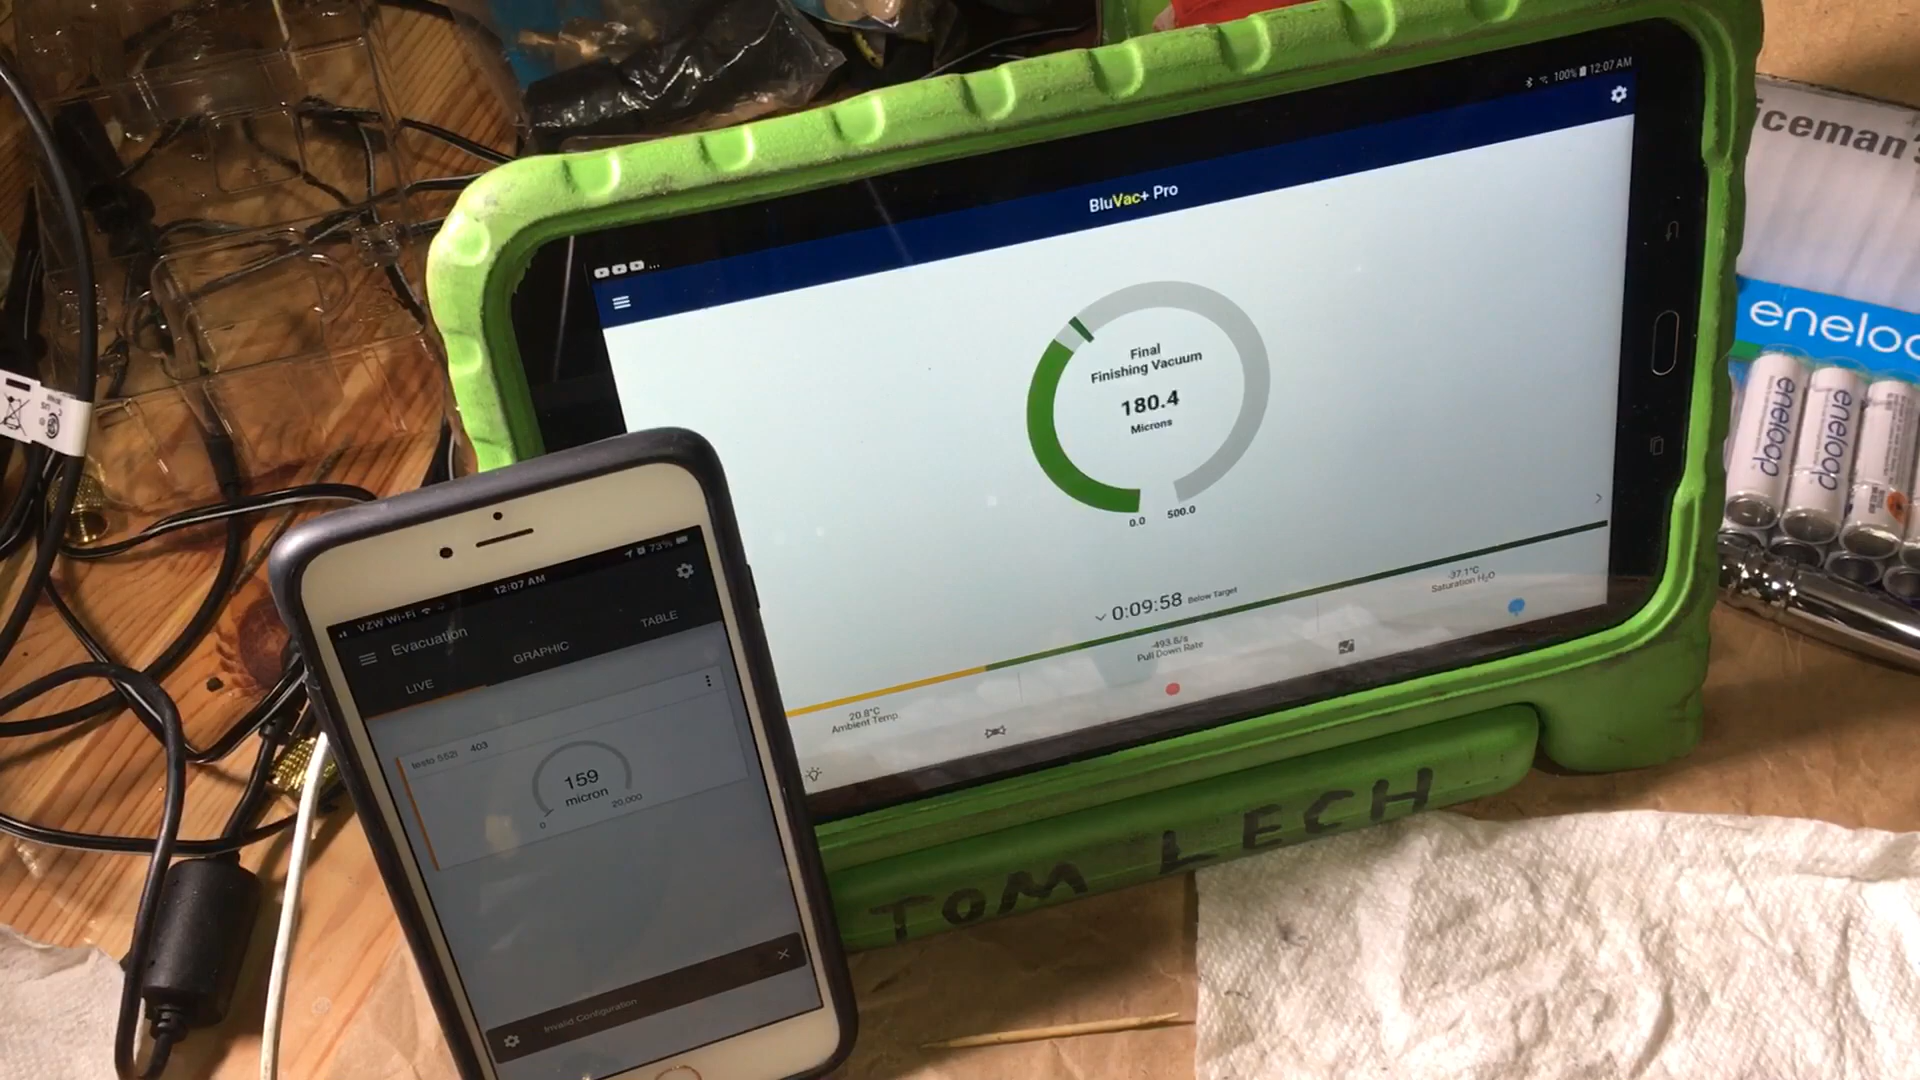 100% 12:07 AM
BluVac+ Pro
Final
Finishing Vacuum
180.4
Microns
0.0
500.0
0:09:58 Below Target
-37.1°C
Saturation H2O
-493.6/s
Pull Down Rate
20.8°C
Ambient Temp.
TOM LECH
VZW Wi-Fi
12:07 AM
73%
Evacuation
LIVE
GRAPHIC
TABLE
testo 552i 403
159
micron
0
20,000
Invalid Configuration
iceman's
eneloo
eneloop
eneloop